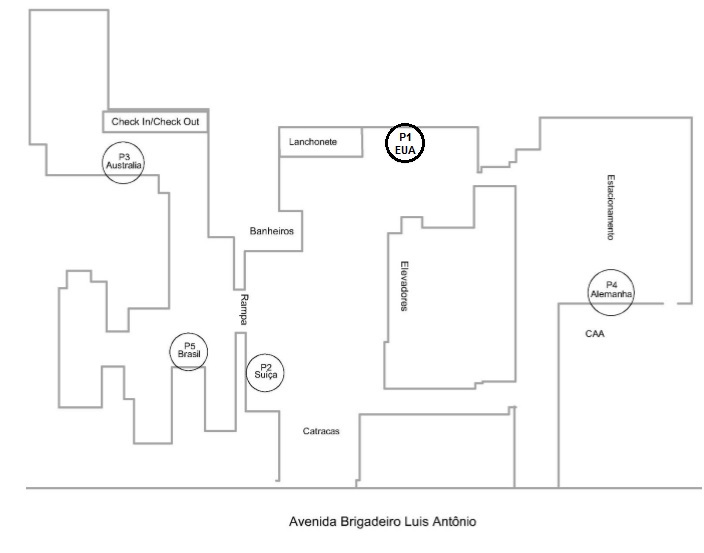 Check In/Check Out
P3
Australia
Lanchonete
P1
EUA
Estacionamento
Banheiros
Elevadores
Rampa
P4
Alemanha
CAA
P5
Brasil
P2
Suíça
Catracas
Avenida Brigadeiro Luis Antônio